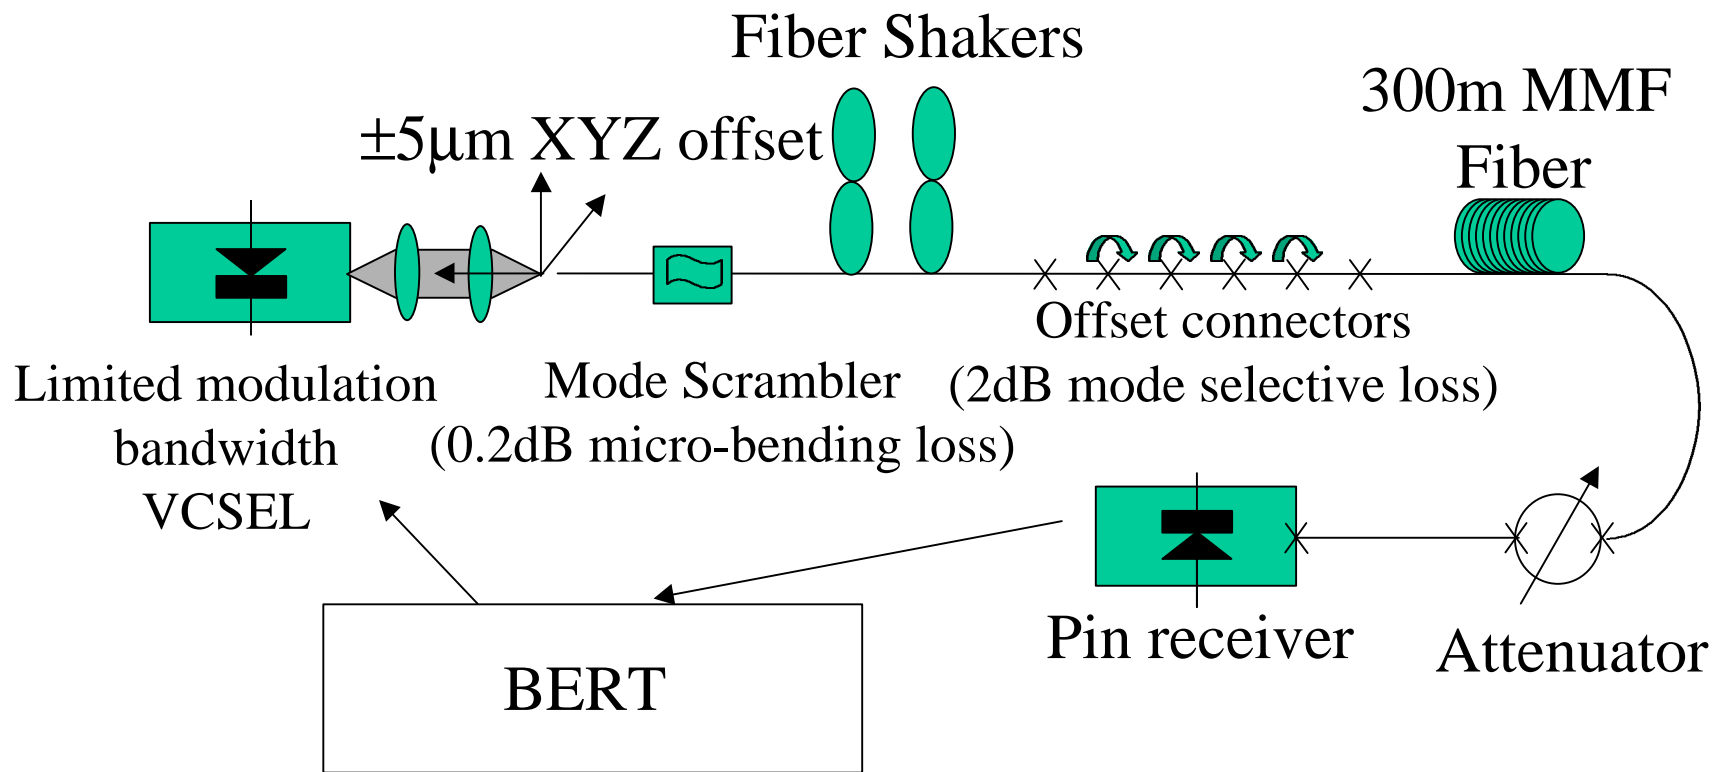 Fiber Shakers
300m MMF
Fiber
±5μm XYZ offset
Offset connectors
(2dB mode selective loss)
Mode Scrambler
(0.2dB micro-bending loss)
Limited modulation
bandwidth
VCSEL
Pin receiver
Attenuator
BERT